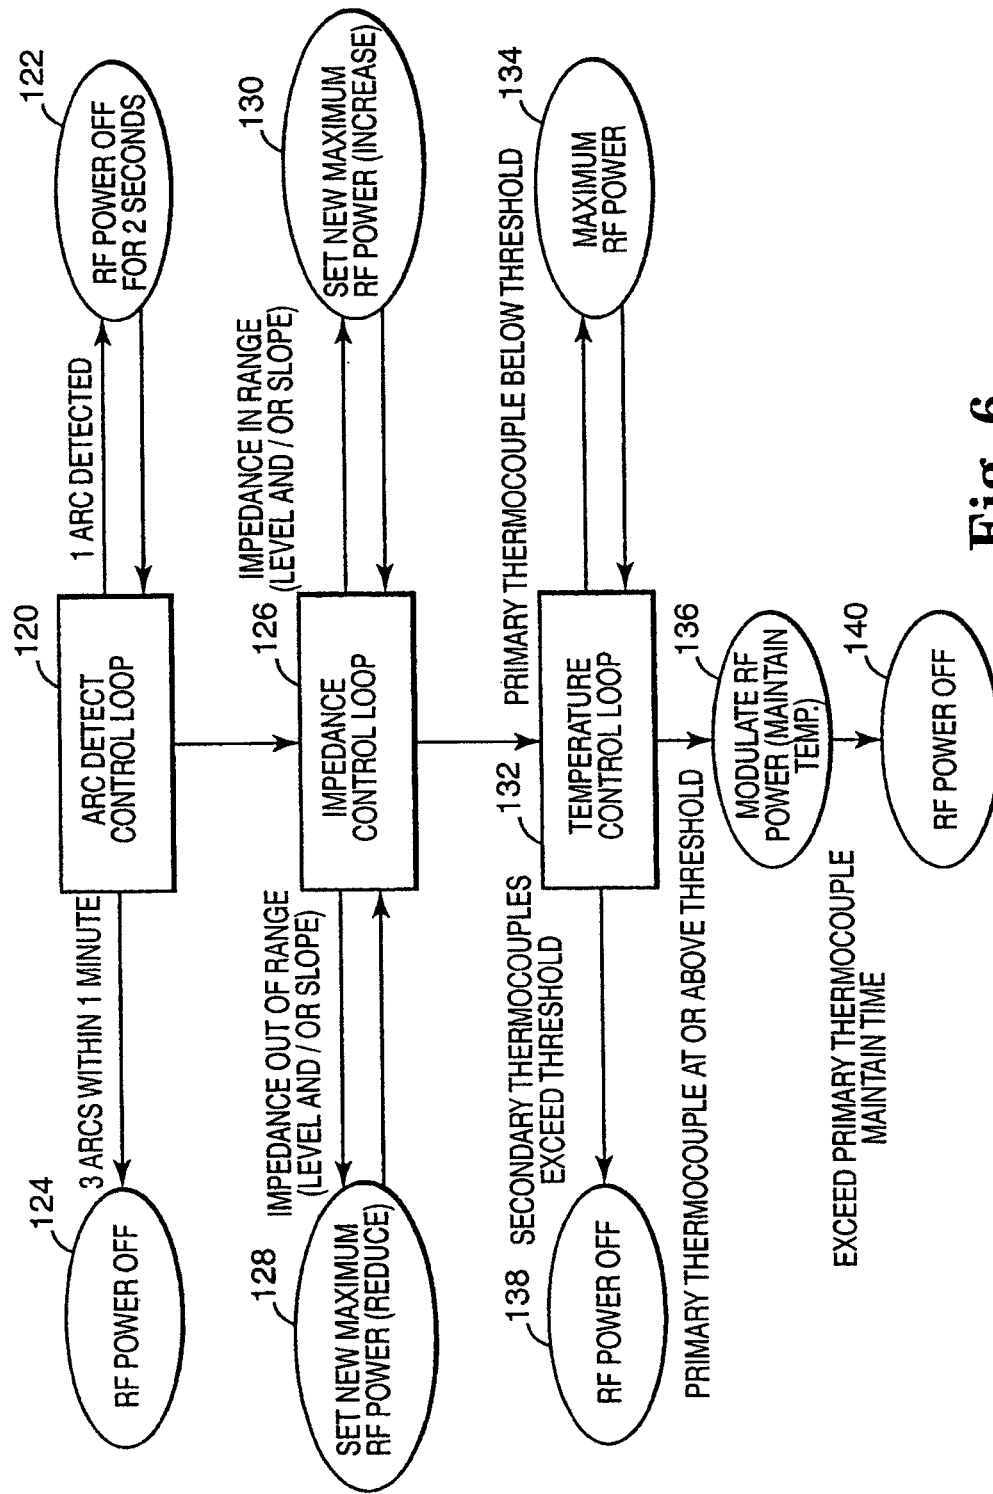 124
RF POWER OFF
3 ARCS WITHIN 1 MINUTE
120
ARC DETECT
CONTROL LOOP
1 ARC DETECTED
122
RF POWER OFF
FOR 2 SECONDS
128
SET NEW MAXIMUM
RF POWER (REDUCE)
IMPEDANCE OUT OF RANGE
(LEVEL AND / OR SLOPE)
126
IMPEDANCE
CONTROL LOOP
IMPEDANCE IN RANGE
(LEVEL AND / OR SLOPE)
130
SET NEW MAXIMUM
RF POWER (INCREASE)
138
RF POWER OFF
SECONDARY THERMOCOUPLES
EXCEED THRESHOLD
132
TEMPERATURE
CONTROL LOOP
PRIMARY THERMOCOUPLE BELOW THRESHOLD
134
MAXIMUM
RF POWER
PRIMARY THERMOCOUPLE AT OR ABOVE THRESHOLD
136
MODULATE RF
POWER (MAINTAIN
TEMP.)
EXCEED PRIMARY THERMOCOUPLE
MAINTAIN TIME
140
RF POWER OFF
Fig. 6